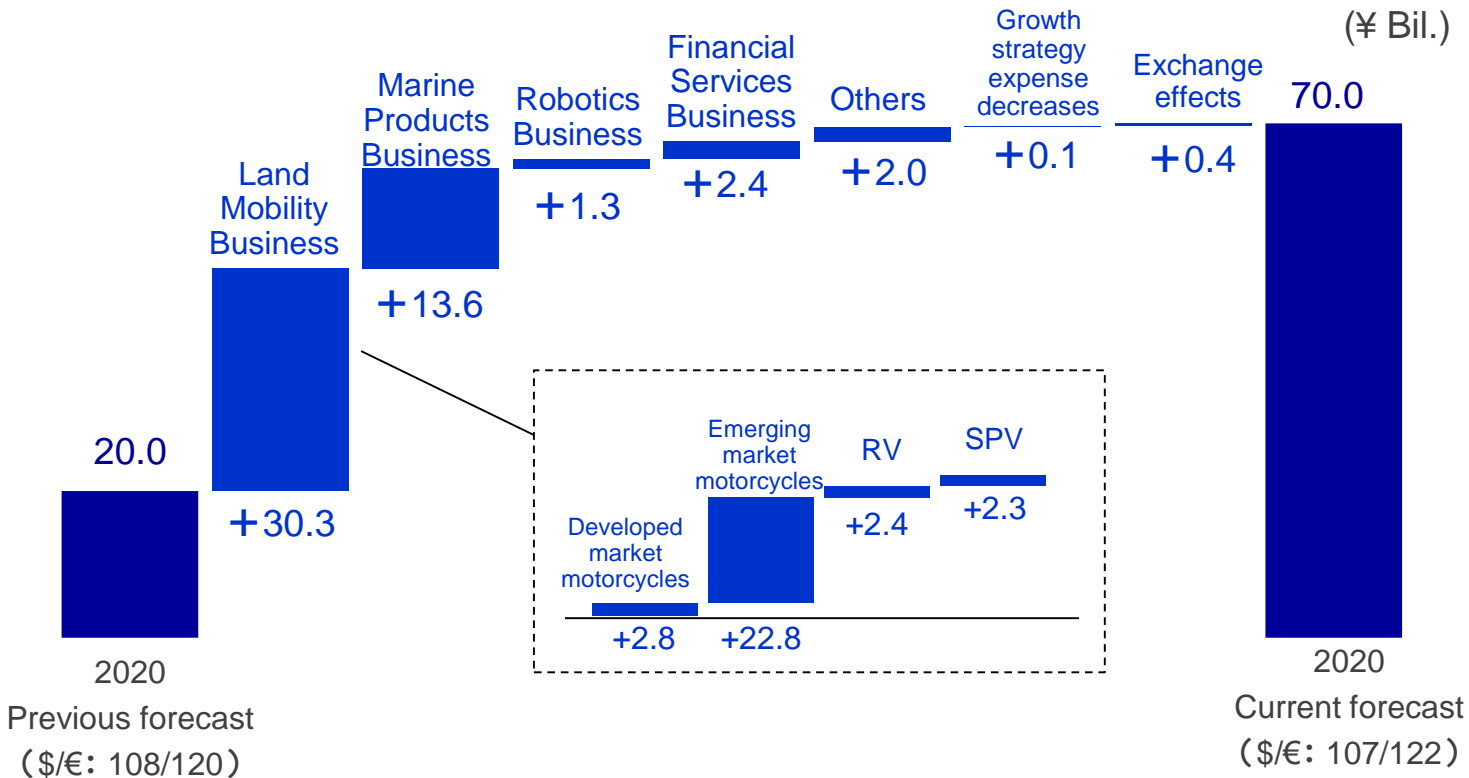 (¥ Bil.)
20.0
Land
Mobility
Business
+30.3
Marine
Products
Business
+13.6
Robotics
Business
+1.3
Financial
Services
Business
+2.4
Others
+2.0
Growth
strategy
expense
decreases
+0.1
Exchange
effects
+0.4
70.0
Developed
market
motorcycles
+2.8
Emerging
market
motorcycles
+22.8
RV
+2.4
SPV
+2.3
2020
Previous forecast
($/€: 108/120)
2020
Current forecast
($/€: 107/122)